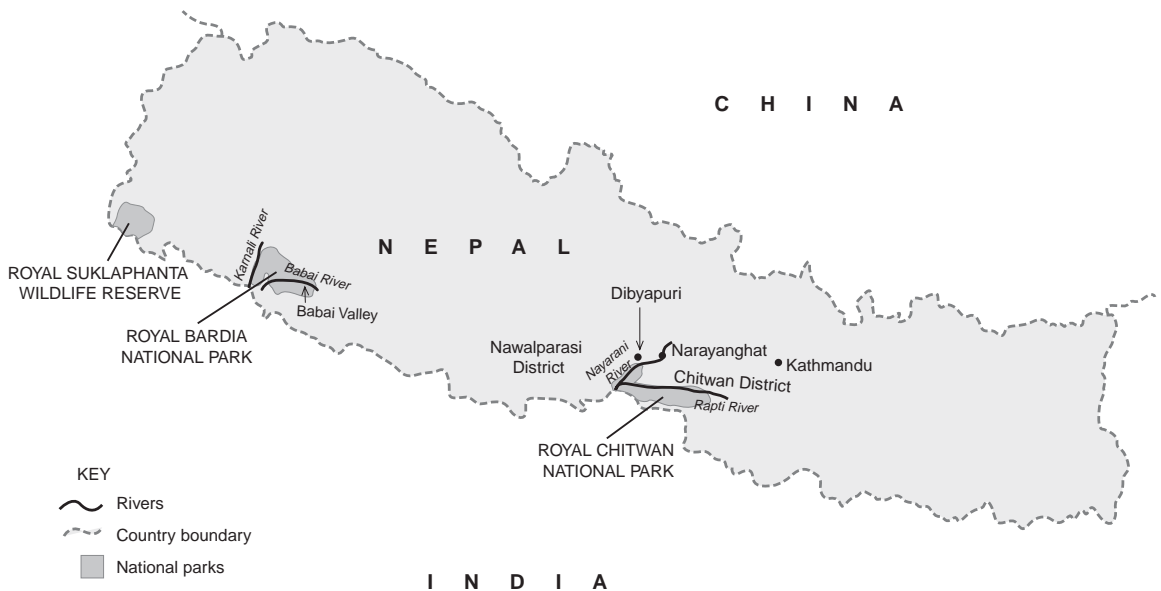 C H I N A
Karnali River
N E P A L
ROYAL SUKLAPHANTA
WILDLIFE RESERVE
Babai River
Babai Valley
ROYAL BARDIA
NATIONAL PARK
Dibyapuri
Nawalparasi
District
Nayarani
River
Narayanghat
Kathmandu
Chitwan District
Rapti River
ROYAL CHITWAN
NATIONAL PARK
KEY
Rivers
Country boundary
National parks
I N D I A